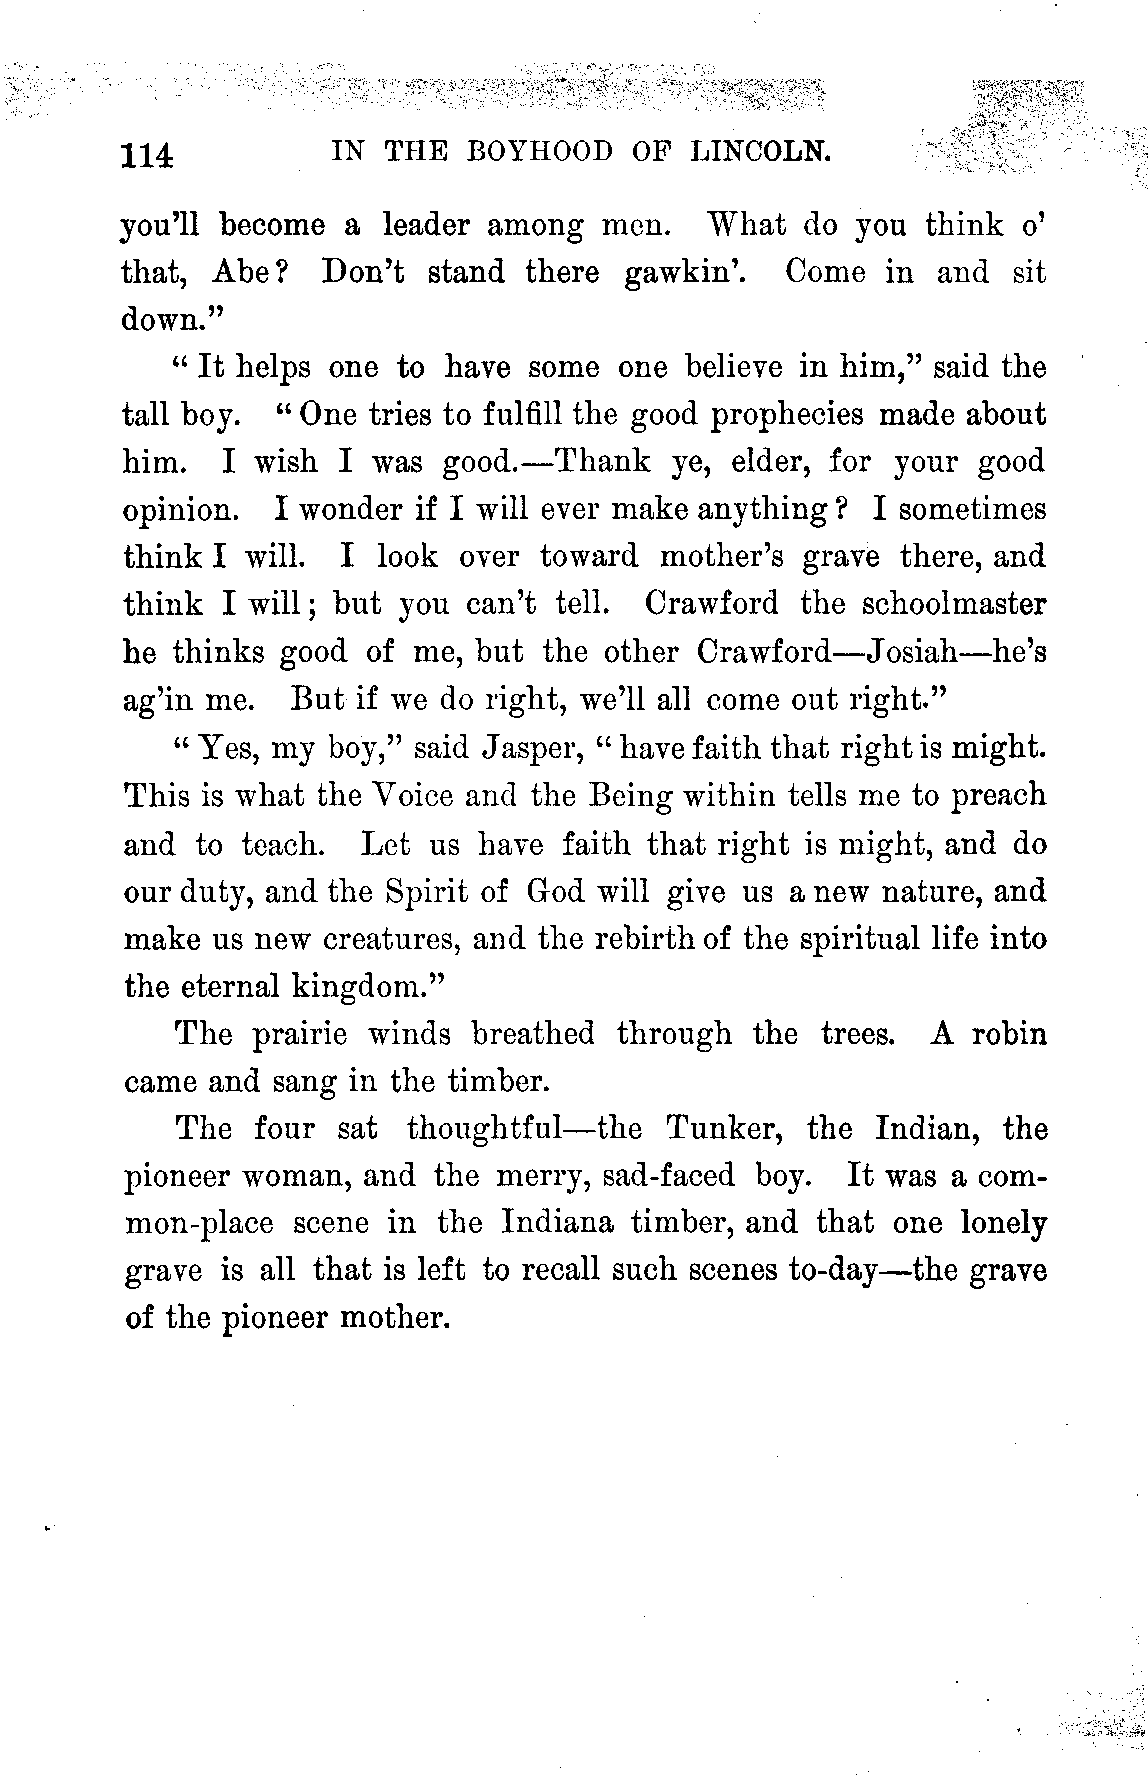 114 IN THE BOYHOOD OF LINCOLN.
you'll become a leader among men. What do you think o'
that, Abe? Don't stand there gawkin'. Come in and sit
down."
"It helps one to have some one believe in him," said the
tall boy. "One tries to fulfill the good prophecies made about
him. I wish I was good.—Thank ye, elder, for your good
opinion. I wonder if I will ever make anything? I sometimes
think I will. I look over toward mother's grave there, and
think I will; but you can't tell. Crawford the schoolmaster
he thinks good of me, but the other Crawford—Josiah—he's
ag'in me. But if we do right, we'll all come out right."
"Yes, my boy," said Jasper, "have faith that right is might.
This is what the Voice and the Being within tells me to preach
and to teach. Let us have faith that right is might, and do
our duty, and the Spirit of God will give us a new nature, and
make us new creatures, and the rebirth of the spiritual life into
the eternal kingdom."
The prairie winds breathed through the trees. A robin
came and sang in the timber.
The four sat thoughtful—the Tunker, the Indian, the
pioneer woman, and the merry, sad-faced boy. It was a com-
mon-place scene in the Indiana timber, and that one lonely
grave is all that is left to recall such scenes to-day—the grave
of the pioneer mother.